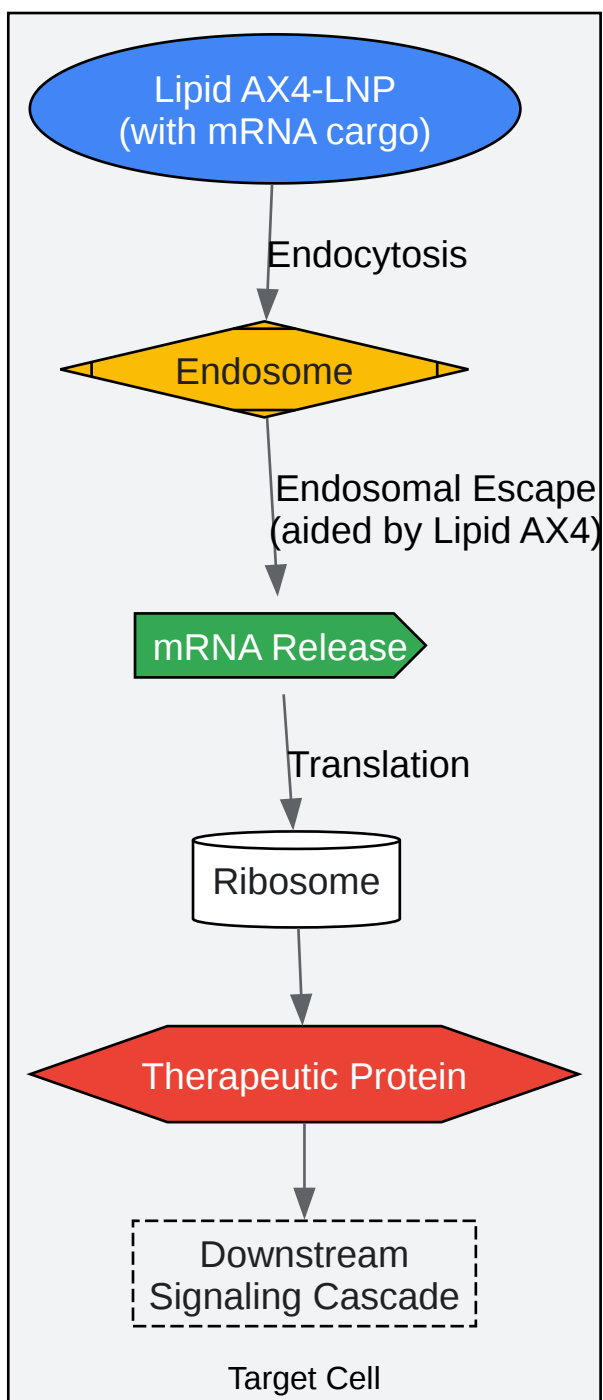 Lipid AX4-LNP
(with mRNA cargo)
Endocytosis
Endosome
Endosomal Escape
(aided by Lipid AX4)
mRNA Release
Translation
Ribosome
Therapeutic Protein
Downstream
Signaling Cascade
Target Cell